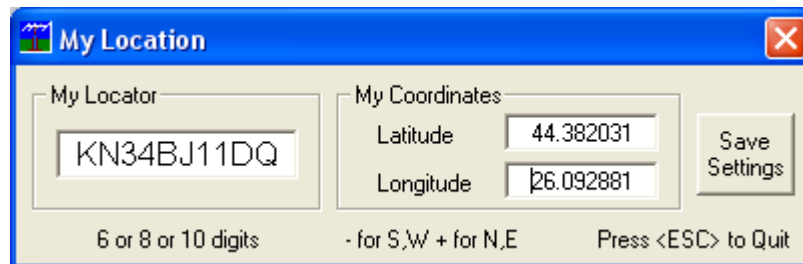 My Location
My Locator
KN34BJ11DQ
My Coordinates
Latitude 44.382031
Longitude 26.092881
Save
Settings
6 or 8 or 10 digits
- for S,W + for N,E
Press <ESC> to Quit